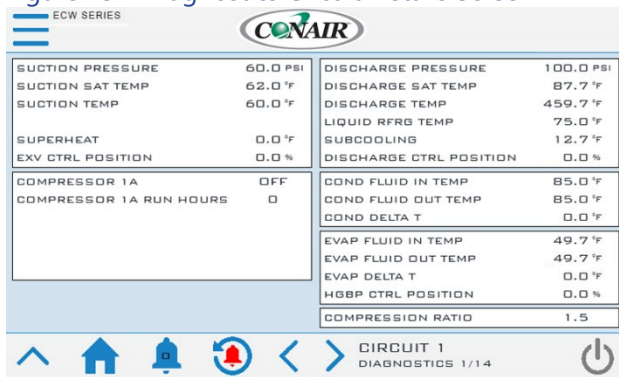 ECW SERIES
CONAIR
SUCTION PRESSURE 60.0 PSI
SUCTION SAT TEMP 62.0 °F
SUCTION TEMP 60.0 °F
SUPERHEAT 0.0 °F
EXV CTRL POSITION 0.0 %
DISCHARGE PRESSURE 100.0 PSI
DISCHARGE SAT TEMP 87.7 °F
DISCHARGE TEMP 459.7 °F
LIQUID RFRG TEMP 75.0 °F
SUBCOOLING 12.7 °F
DISCHARGE CTRL POSITION 0.0 %
COMPRESSOR 1A OFF
COMPRESSOR 1A RUN HOURS 0
COND FLUID IN TEMP 85.0 °F
COND FLUID OUT TEMP 85.0 °F
COND DELTA T 0.0 °F
EVAP FLUID IN TEMP 49.7 °F
EVAP FLUID OUT TEMP 49.7 °F
EVAP DELTA T 0.0 °F
HGBP CTRL POSITION 0.0 %
COMPRESSION RATIO 1.5
CIRCUIT 1
DIAGNOSTICS 1/14